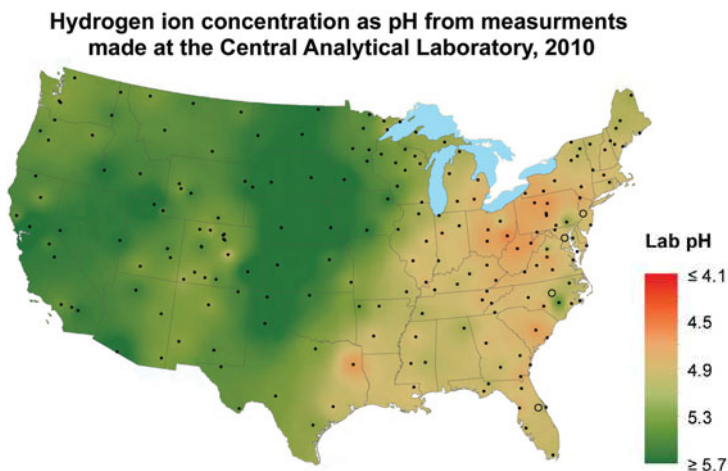 Hydrogen ion concentration as pH from measurments
made at the Central Analytical Laboratory, 2010
Lab pH
≤ 4.1
4.5
4.9
5.3
≥ 5.7